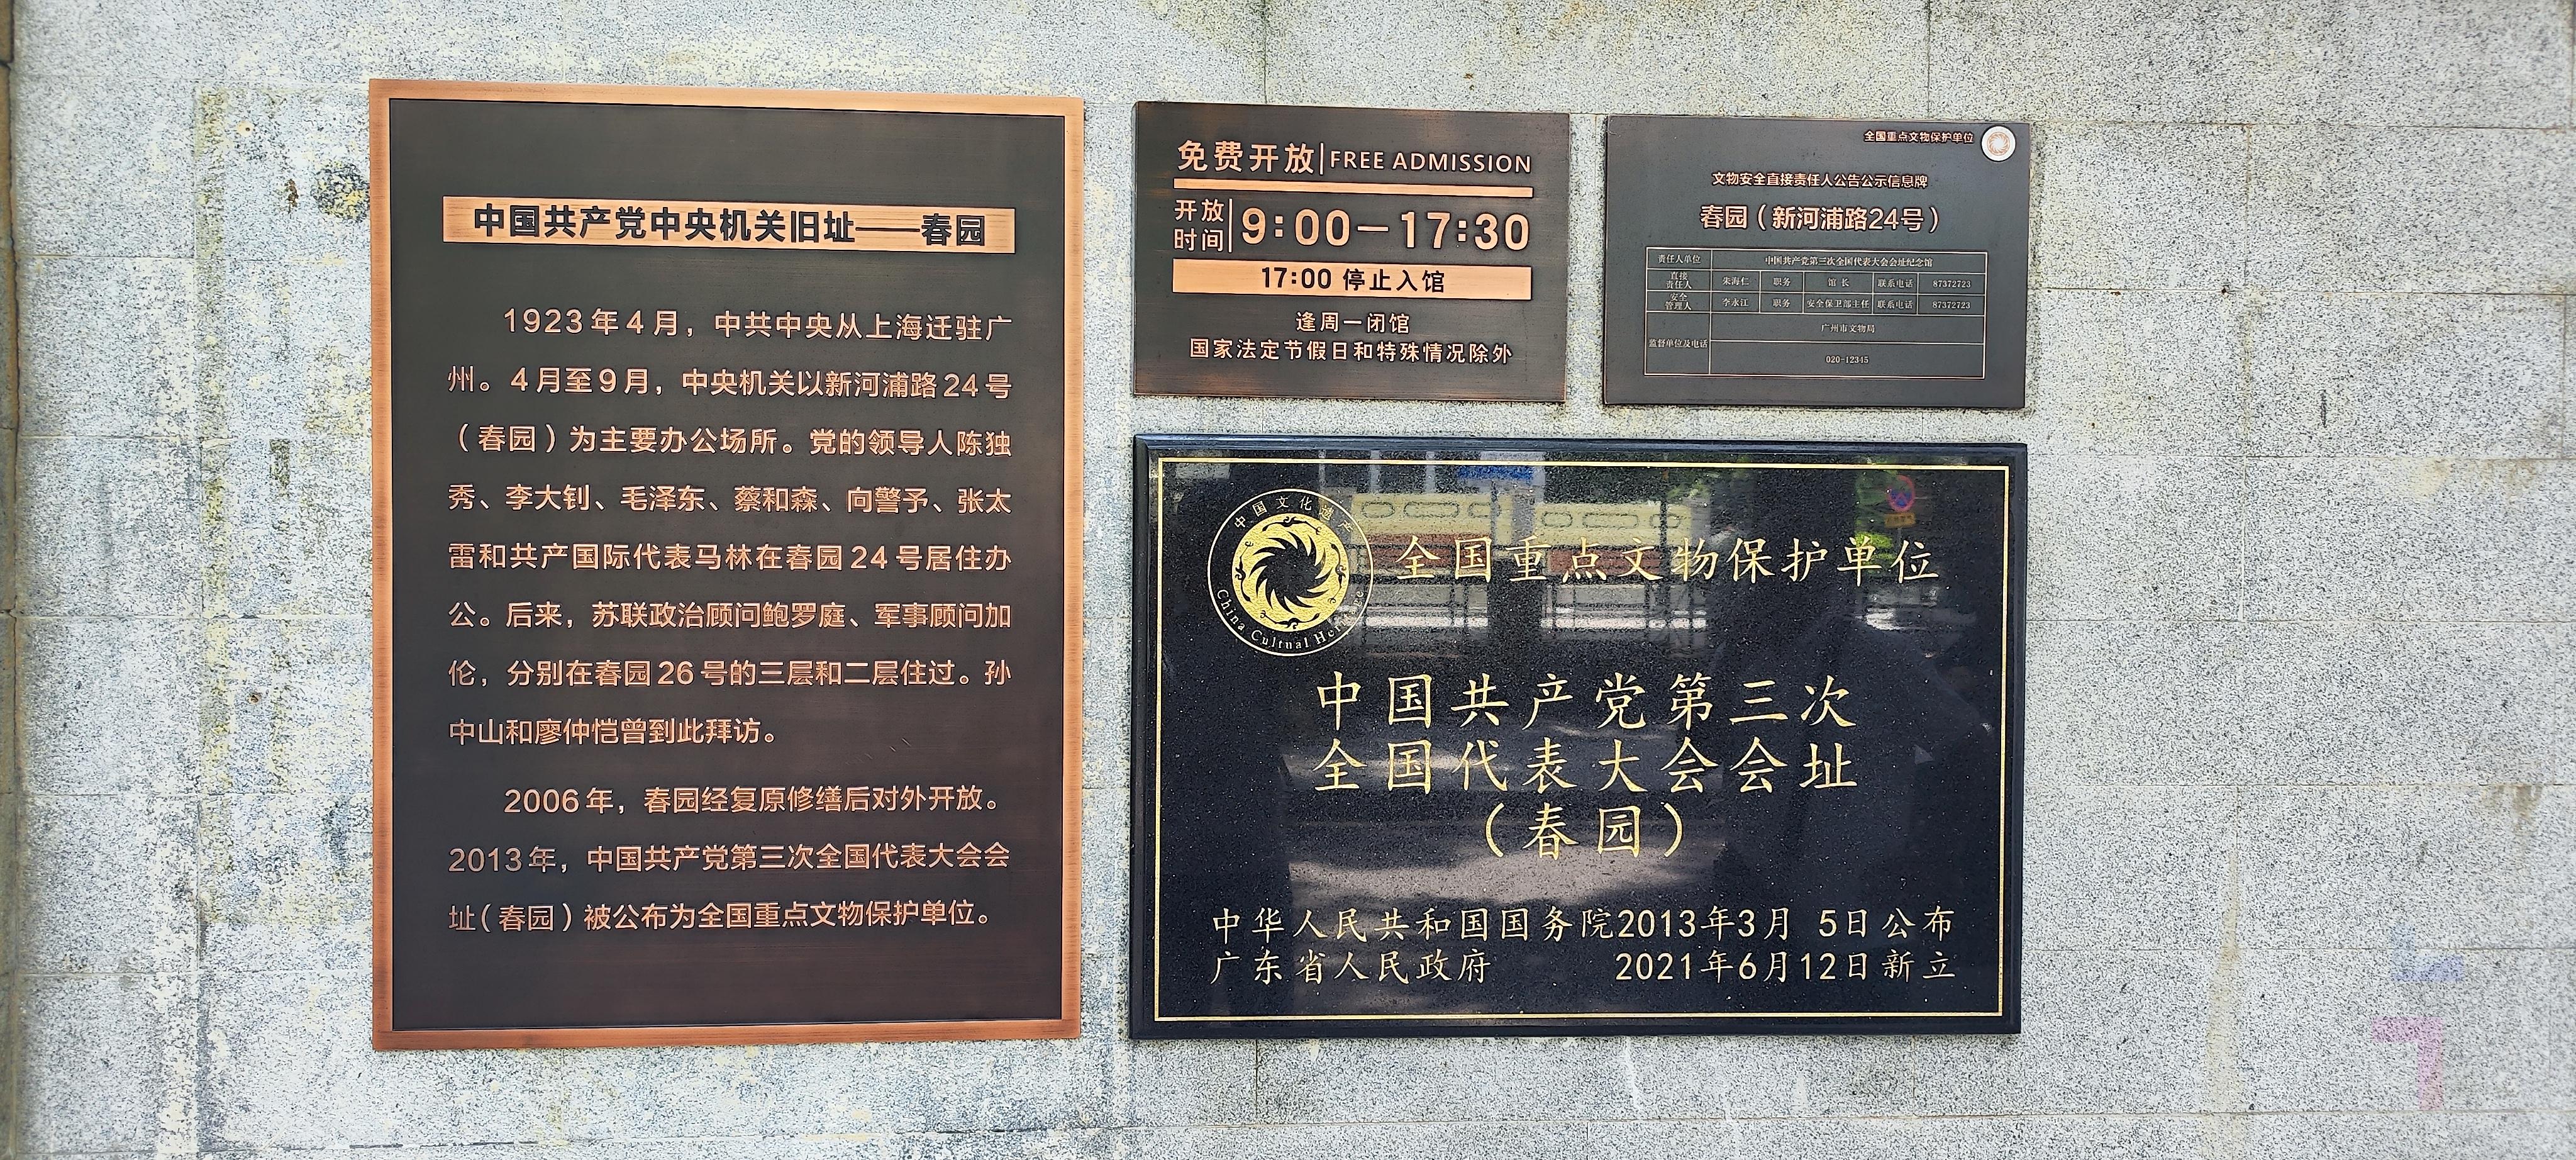 中国共产党中央机关旧址——春园
1923年4月，中共中央从上海迁驻广
州。4月至9月，中央机关以新河浦路24号
（春园）为主要办公场所。党的领导人陈独
秀、李大钊、毛泽东、蔡和森、向警予、张太
雷和共产国际代表马林在春园24号居住办
公。后来，苏联政治顾问鲍罗庭、军事顾问加
伦，分别在春园26号的三层和二层住过。孙
中山和廖仲恺曾到此拜访。
2006年，春园经复原修缮后对外开放。
2013年，中国共产党第三次全国代表大会会
址（春园）被公布为全国重点文物保护单位。
免费开放|FREE ADMISSION
开放时间|9:00—17:30
17:00 停止入馆
逢周一闭馆
国家法定节假日和特殊情况除外
全国重点文物保护单位
文物安全直接责任人公告公示信息牌
春园（新河浦路24号）
责任人单位 中国共产党第三次全国代表大会会址纪念馆
直接责任人 朱海仁 职务 馆 长 联系电话 87372723
安全管理人 李永江 职务 安全保卫部主任 联系电话 87372723
监督单位及电话 广州市文物局
020-12345
中国文化遗产
全国重点文物保护单位
China Cultual
中国共产党第三次
全国代表大会会址
（春园）
中华人民共和国国务院2013年3月 5日公布
广东省人民政府 2021年6月12日新立